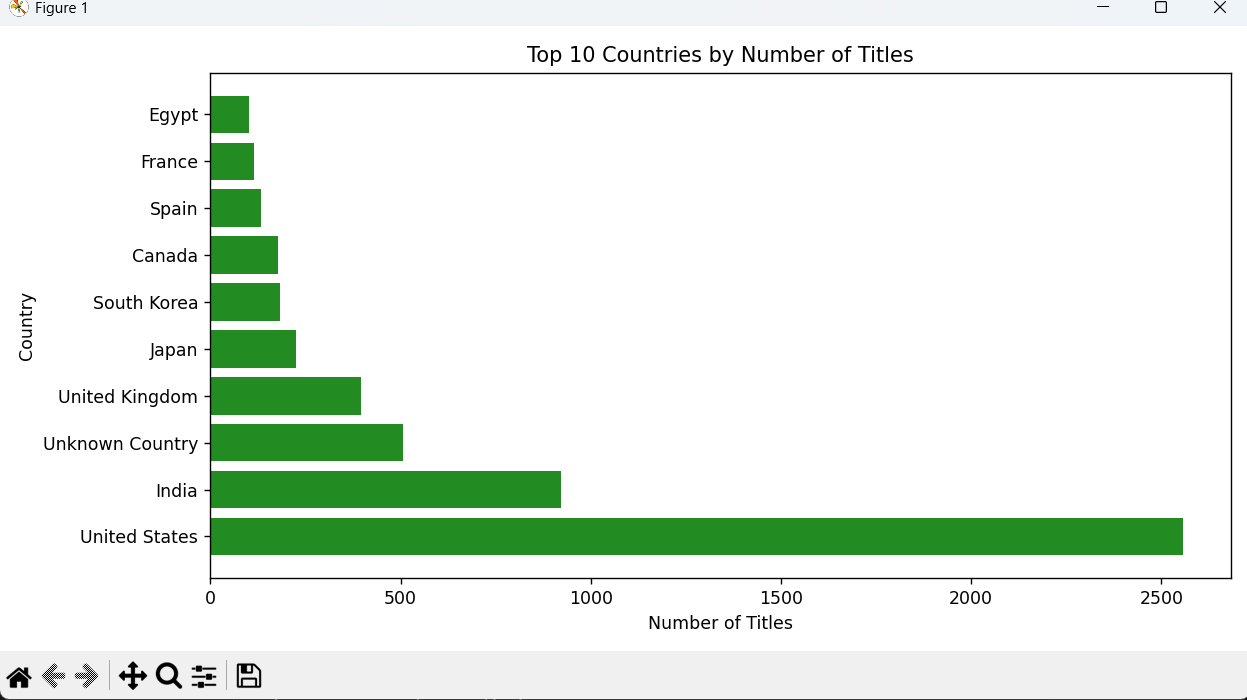 Figure 1
Top 10 Countries by Number of Titles
Egypt
France
Spain
Canada
South Korea
Japan
United Kingdom
Unknown Country
India
United States
Country
0 500 1000 1500 2000 2500
Number of Titles